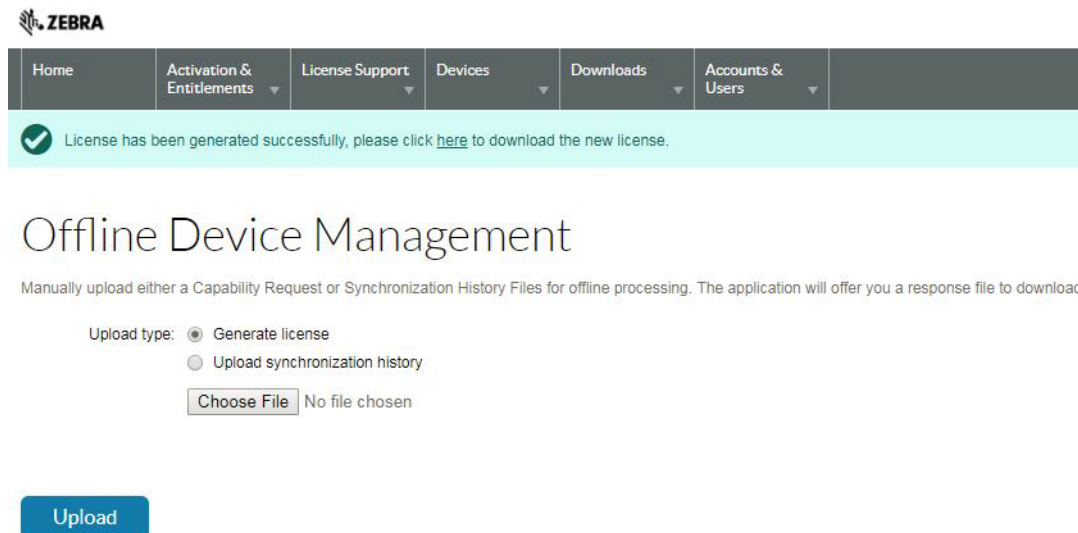 ZEBRA
Home
Activation & Entitlements
License Support
Devices
Downloads
Accounts & Users
License has been generated successfully, please click here to download the new license.
Offline Device Management
Manually upload either a Capability Request or Synchronization History Files for offline processing. The application will offer you a response file to download
Upload type:
Generate license
Upload synchronization history
Choose File No file chosen
Upload